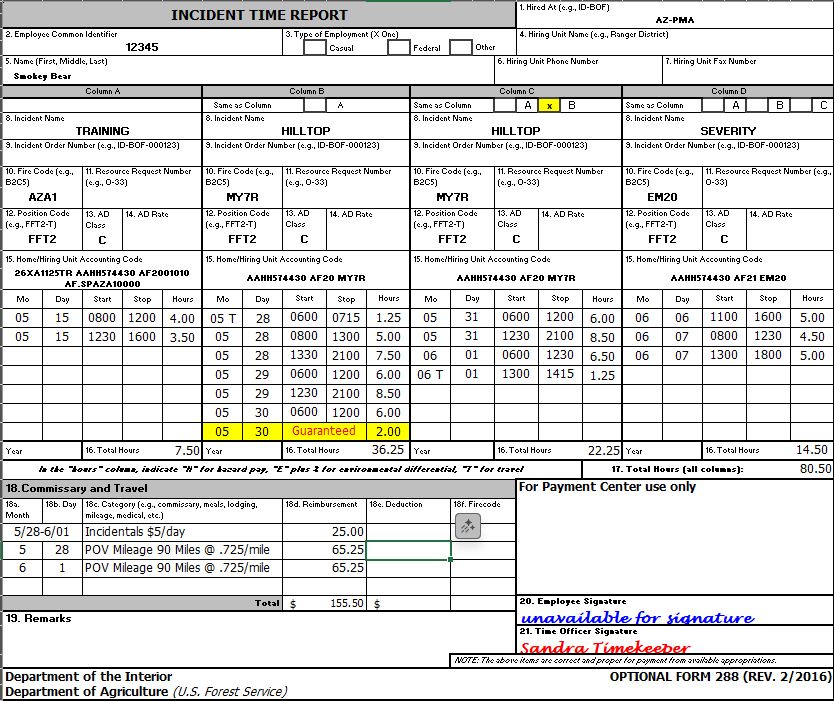 INCIDENT TIME REPORT
1. Hired At (e.g., ID-BOF)
AZ-PMA
2. Employee Common Identifier
12345
3. Type of Employment (X One)
Casual Federal Other
4. Hiring Unit Name (e.g., Ranger District)
5. Name (First, Middle, Last)
Smokey Bear
6. Hiring Unit Phone Number
7. Hiring Unit Fax Number
Column A Column B Column C Column D
Same as Column A Same as Column A x B Same as Column A B C
8. Incident Name 8. Incident Name 8. Incident Name 8. Incident Name
TRAINING HILLTOP HILLTOP SEVERITY
9. Incident Order Number (e.g., ID-BOF-000123) 9. Incident Order Number (e.g., ID-BOF-000123) 9. Incident Order Number (e.g., ID-BOF-000123) 9. Incident Order Number (e.g., ID-BOF-000123)
10. Fire Code (e.g., 11. Resource Request Number 10. Fire Code (e.g., 11. Resource Request Number 10. Fire Code (e.g., 11. Resource Request Number 10. Fire Code (e.g., 11. Resource Request Number (e.g.,
B2C5) (e.g., O-33) B2C5) (e.g., O-33) B2C5) (e.g., O-33) B2C5) O-33)
AZA1 MY7R MY7R EM20
12. Position Code 13. AD 14. AD Rate 12. Position Code 13. AD 14. AD Rate 12. Position Code 13. AD 14. AD Rate 12. Position Code 13. AD 14. AD Rate
(e.g., FFT2-T) Class (e.g., FFT2-T) Class (e.g., FFT2-T) Class (e.g., FFT2-T) Class
FFT2 C FFT2 C FFT2 C FFT2 C
15. Home/Hiring Unit Accounting Code 15. Home/Hiring Unit Accounting Code 15. Home/Hiring Unit Accounting Code 15. Home/Hiring Unit Accounting Code
26XA1125TR AAHH574430 AF2001010
AF.SPAZA10000
AAHH574430 AF20 MY7R AAHH574430 AF20 MY7R AAHH574430 AF21 EM20
Mo Day Start Stop Hours Mo Day Start Stop Hours Mo Day Start Stop Hours Mo Day Start Stop Hours
05 15 0800 1200 4.00 05 T 28 0600 0715 1.25 05 31 0600 1200 6.00 06 06 1100 1600 5.00
05 15 1230 1600 3.50 05 28 0800 1300 5.00 05 31 1230 2100 8.50 06 07 0800 1230 4.50
05 28 1330 2100 7.50 06 01 0600 1230 6.50 06 07 1300 1800 5.00
05 29 0600 1200 6.00 06 T 01 1300 1415 1.25
05 29 1230 2100 8.50
05 30 0600 1200 6.00
05 30 Guaranteed 2.00
Year 16. Total Hours 7.50 Year 16. Total Hours 36.25 Year 16. Total Hours 22.25 Year 16. Total Hours 14.50
In the "hours" column, indicate "H" for hazard pay, "E" plus % for environmental differential, "T" for travel
17. Total Hours (all columns): 80.50
18. Commissary and Travel
For Payment Center use only
18a. 18b. Day 18c. Category (e.g., commissary, meals, lodging, 18d. Reimbursement 18e. Deduction 18f. Firecode
Month mileage, medical, etc.)
5/28-6/01 Incidentals $5/day 25.00
5 28 POV Mileage 90 Miles @ .725/mile 65.25
6 1 POV Mileage 90 Miles @ .725/mile 65.25
Total $ 155.50 $
19. Remarks
20. Employee Signature
unavailable for signature
21. Time Officer Signature
Sandra Timekeeper
NOTE: The above items are correct and proper for payment from available appropriations.
Department of the Interior
OPTIONAL FORM 288 (REV. 2/2016)
Department of Agriculture (U.S. Forest Service)